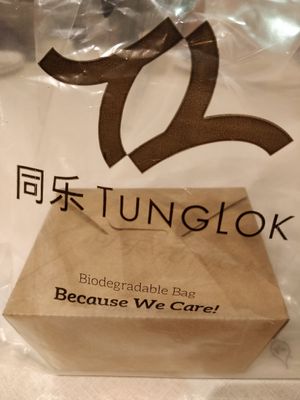 同乐 TUNGLOK
Biodegradable Bag
Because We Care!